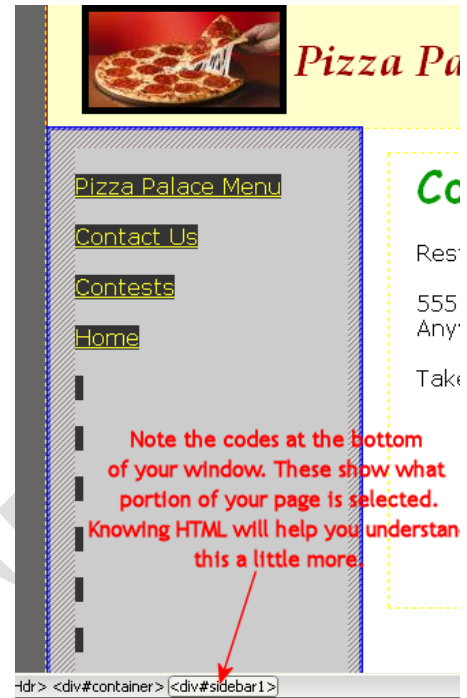 Pizza Pa
Pizza Palace Menu
Contact Us
Contests
Home
Co
Rest
555
Any
Take
Note the codes at the bottom
of your window. These show what
portion of your page is selected.
Knowing HTML will help you understan
this a little more.
Hdr> <div#container> <div#sidebar1>